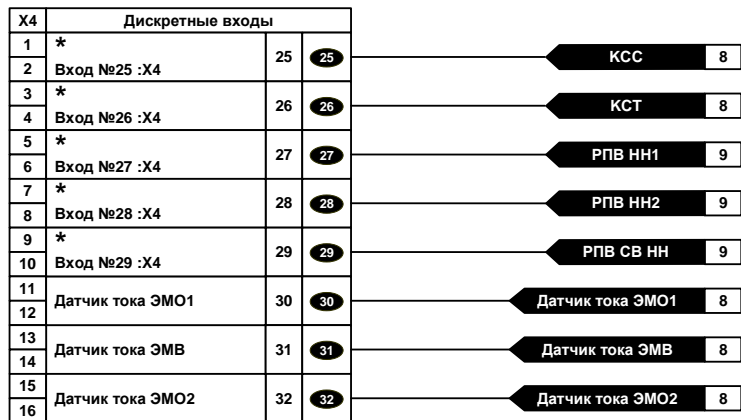 X4 Дискретные входы
1 *
2 Вход №25 :X4 25 25 КСС 8
3 *
4 Вход №26 :X4 26 26 КСТ 8
5 *
6 Вход №27 :X4 27 27 РПВ НН1 9
7 *
8 Вход №28 :X4 28 28 РПВ НН2 9
9 *
10 Вход №29 :X4 29 29 РПВ СВ НН 9
11
12 Датчик тока ЭМО1 30 30 Датчик тока ЭМО1 8
13
14 Датчик тока ЭМВ 31 31 Датчик тока ЭМВ 8
15
16 Датчик тока ЭМО2 32 32 Датчик тока ЭМО2 8